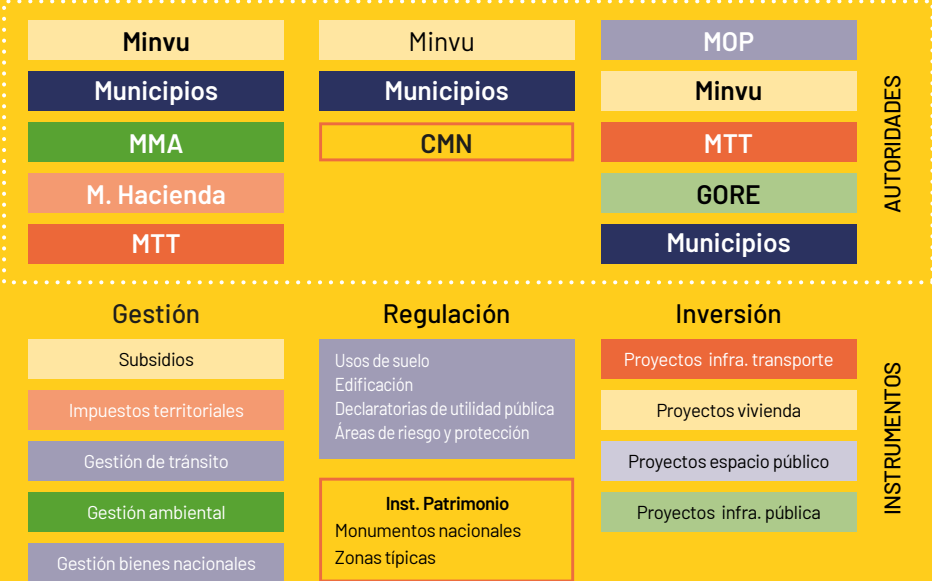 Minvu
Municipios
MMA
M. Hacienda
MTT
Minvu
Municipios
CMN
MOP
Minvu
MTT
GORE
Municipios
AUTORIDADES
Gestión
Subsidios
Impuestos territoriales
Gestión de tránsito
Gestión ambiental
Gestión bienes nacionales
Regulación
Usos de suelo
Edificación
Declaratorias de utilidad pública
Áreas de riesgo y protección
Inst. Patrimonio
Monumentos nacionales
Zonas típicas
Inversión
Proyectos infra. transporte
Proyectos vivienda
Proyectos espacio público
Proyectos infra. pública
INSTRUMENTOS